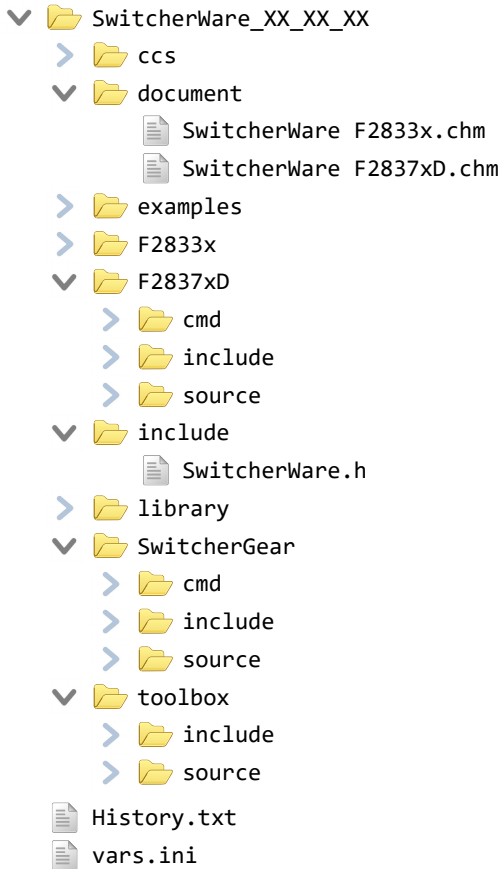 SwitcherWare_XX_XX_XX
ccs
document
SwitcherWare F2833x.chm
SwitcherWare F2837xD.chm
examples
F2833x
F2837xD
cmd
include
source
include
SwitcherWare.h
library
SwitcherGear
cmd
include
source
toolbox
include
source
History.txt
vars.ini